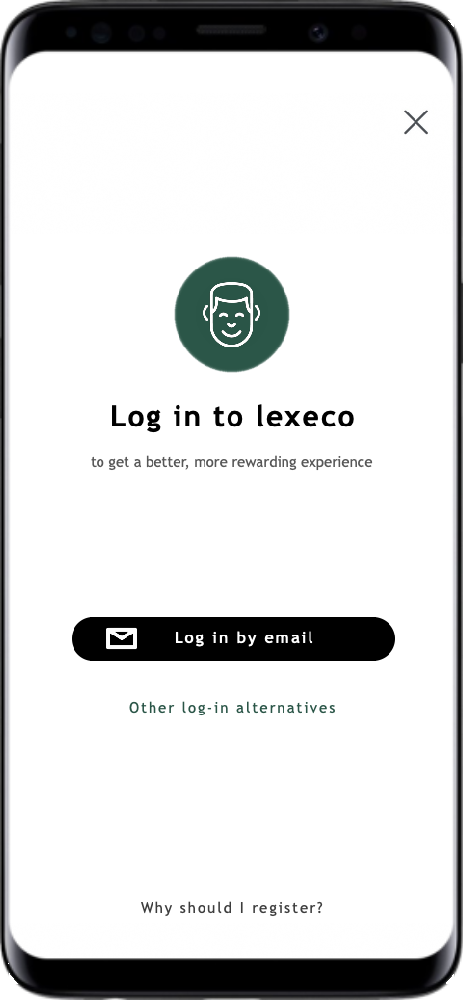 Log in to lexeco
to get a better, more rewarding experience
Log in by email
Other log-in alternatives
Why should I register?